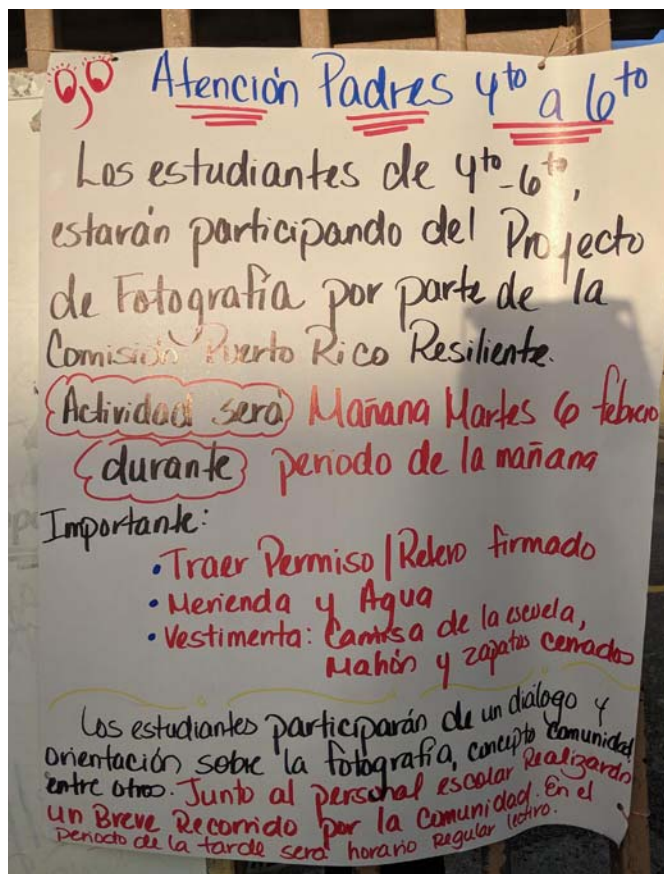 Atención Padres 4to a 6to
Los estudiantes de 4to-6to,
estarán participando del Proyecto
de Fotografía por parte de la
Comisión Puerto Rico Resiliente.
Actividad será Mañana Martes 6 febrero
durante periodo de la mañana
Importante:
• Traer Permiso/Relevo firmado
• Merienda y Agua
• Vestimenta: Camisa de la escuela,
Mahón y zapatos cerrados
Los estudiantes participarán de un diálogo y
orientación sobre la fotografía, concepto comunidad,
entre otros. Junto al personal escolar Realizarán
un Breve Recorrido por la Comunidad. En el
periodo de la tarde será horario Regular lectivo.